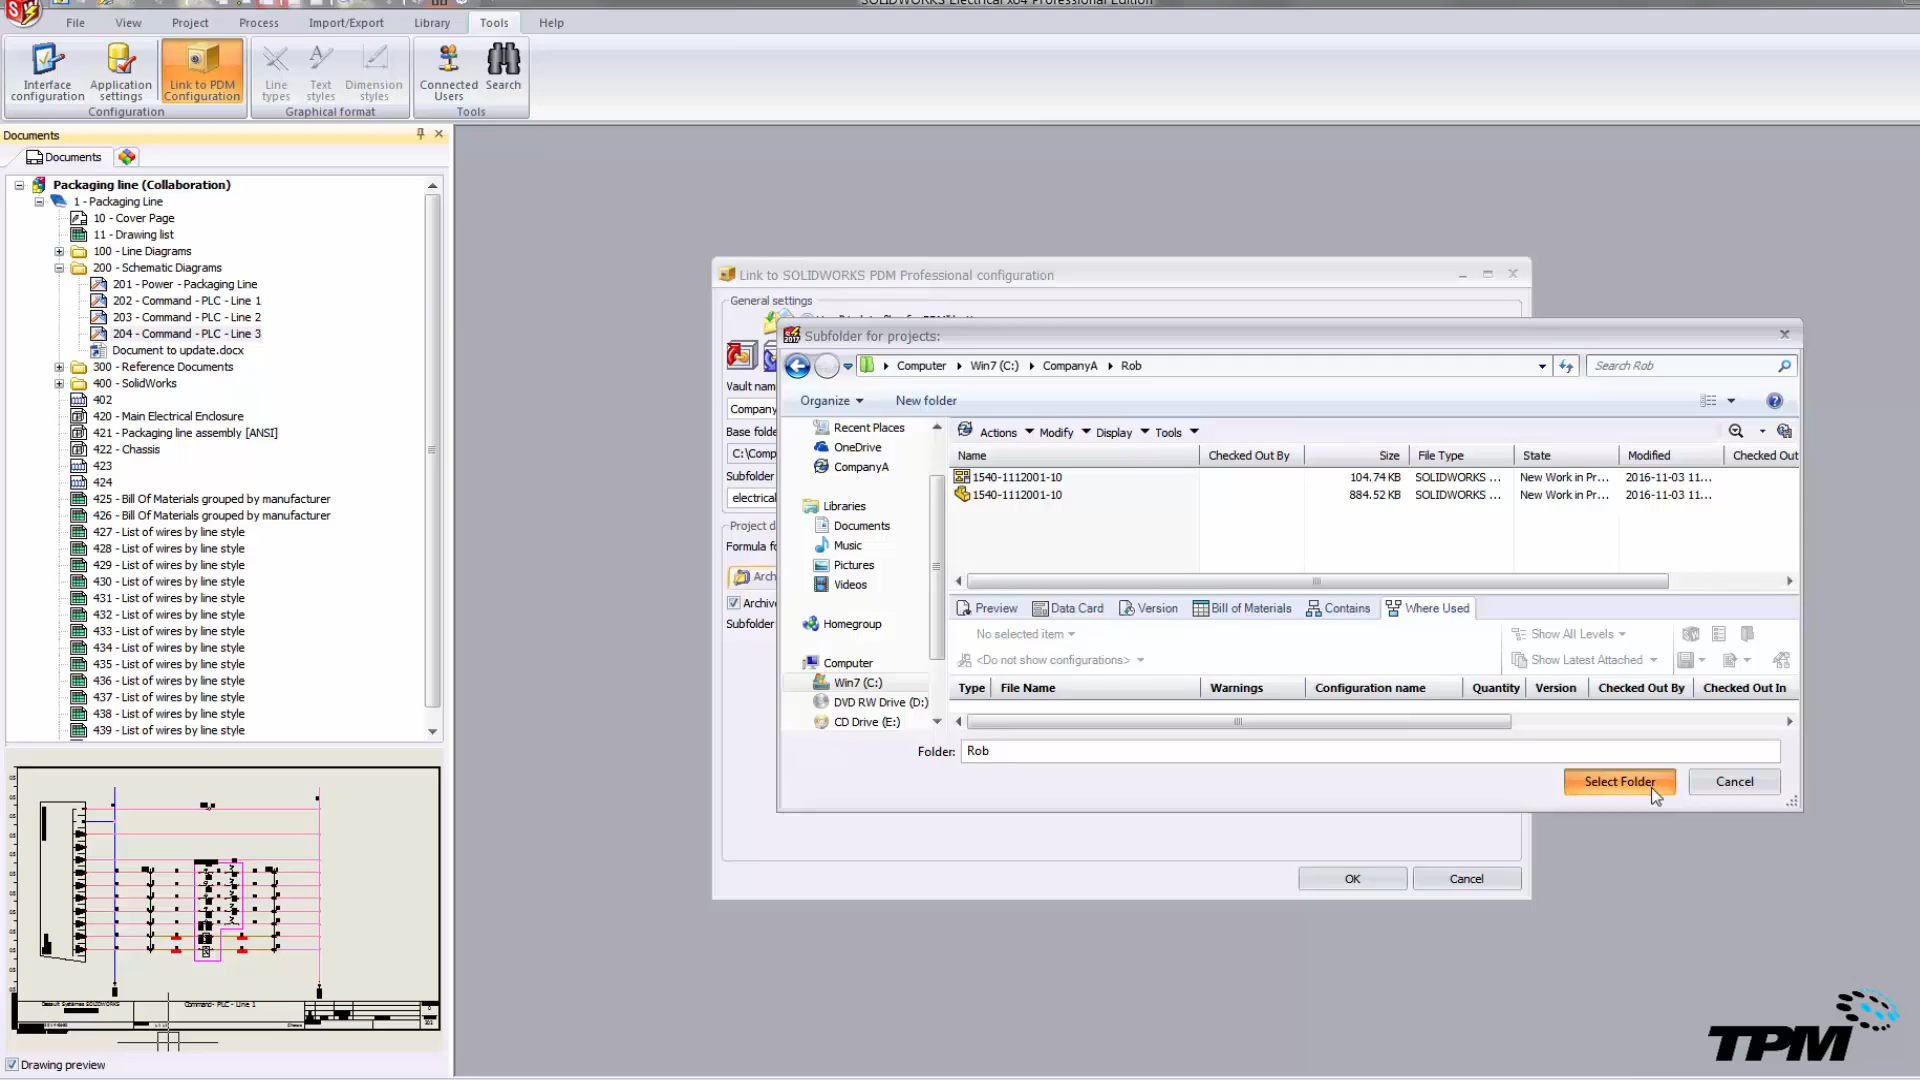 SOLIDWORKS Electrical x64 Professional Edition
File View Project Process Import/Export Library Tools Help
Interface configuration
Application settings
Link to PDM Configuration
Line types
Text styles
Dimension styles
Connected Users
Search
Configuration Graphical format Tools
Documents
Documents
Packaging line (Collaboration)
1 - Packaging Line
10 - Cover Page
11 - Drawing list
100 - Line Diagrams
200 - Schematic Diagrams
201 - Power - Packaging Line
202 - Command - PLC - Line 1
203 - Command - PLC - Line 2
204 - Command - PLC - Line 3
Document to update.docx
300 - Reference Documents
400 - SolidWorks
402
420 - Main Electrical Enclosure
421 - Packaging line assembly [ANSI]
422 - Chassis
423
424
425 - Bill Of Materials grouped by manufacturer
426 - Bill Of Materials grouped by manufacturer
427 - List of wires by line style
428 - List of wires by line style
429 - List of wires by line style
430 - List of wires by line style
431 - List of wires by line style
432 - List of wires by line style
433 - List of wires by line style
434 - List of wires by line style
435 - List of wires by line style
436 - List of wires by line style
437 - List of wires by line style
438 - List of wires by line style
439 - List of wires by line style
Dassault Systèmes SOLIDWORKS
Command - PLC - Line 1
Drawing preview
Link to SOLIDWORKS PDM Professional configuration
General settings
Vault nam
Company
Base folde
C:\Comp
Subfolder
electrical
Project d
Formula fo
Arch
Archive
Subfolder
OK Cancel
Subfolder for projects:
Computer Win7 (C:) CompanyA Rob
Search Rob
Organize New folder
Recent Places
OneDrive
CompanyA
Libraries
Documents
Music
Pictures
Videos
Homegroup
Computer
Win7 (C:)
DVD RW Drive (D:)
CD Drive (E:)
Actions Modify Display Tools
Name Checked Out By Size File Type State Modified Checked Out
1540-1112001-10 104.74 KB SOLIDWORKS ... New Work in Pr... 2016-11-03 11...
1540-1112001-10 884.52 KB SOLIDWORKS ... New Work in Pr... 2016-11-03 11...
Preview Data Card Version Bill of Materials Contains Where Used
No selected item Show All Levels
<Do not show configurations> Show Latest Attached
Type File Name Warnings Configuration name Quantity Version Checked Out By Checked Out In
Folder: Rob
Select Folder Cancel
TPM